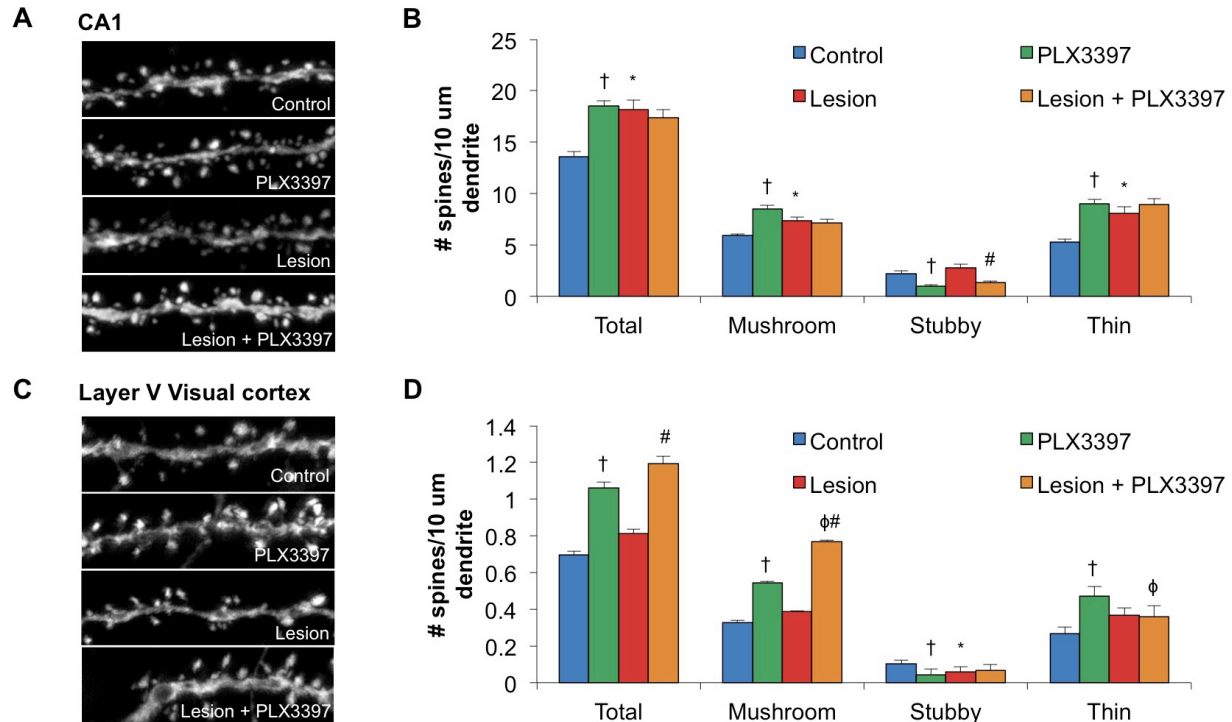 A
CA1
Control
PLX3397
Lesion
Lesion + PLX3397
B
# spines/10 um
dendrite
25
20
15
10
5
0
Control
PLX3397
Lesion
Lesion + PLX3397
† *
† *
† #
† *
Total Mushroom Stubby Thin
C
Layer V Visual cortex
Control
PLX3397
Lesion
Lesion + PLX3397
D
# spines/10 um
dendrite
1.4
1.2
1
0.8
0.6
0.4
0.2
0
Control
PLX3397
Lesion
Lesion + PLX3397
† #
† ϕ#
† *
† ϕ
Total Mushroom Stubby Thin